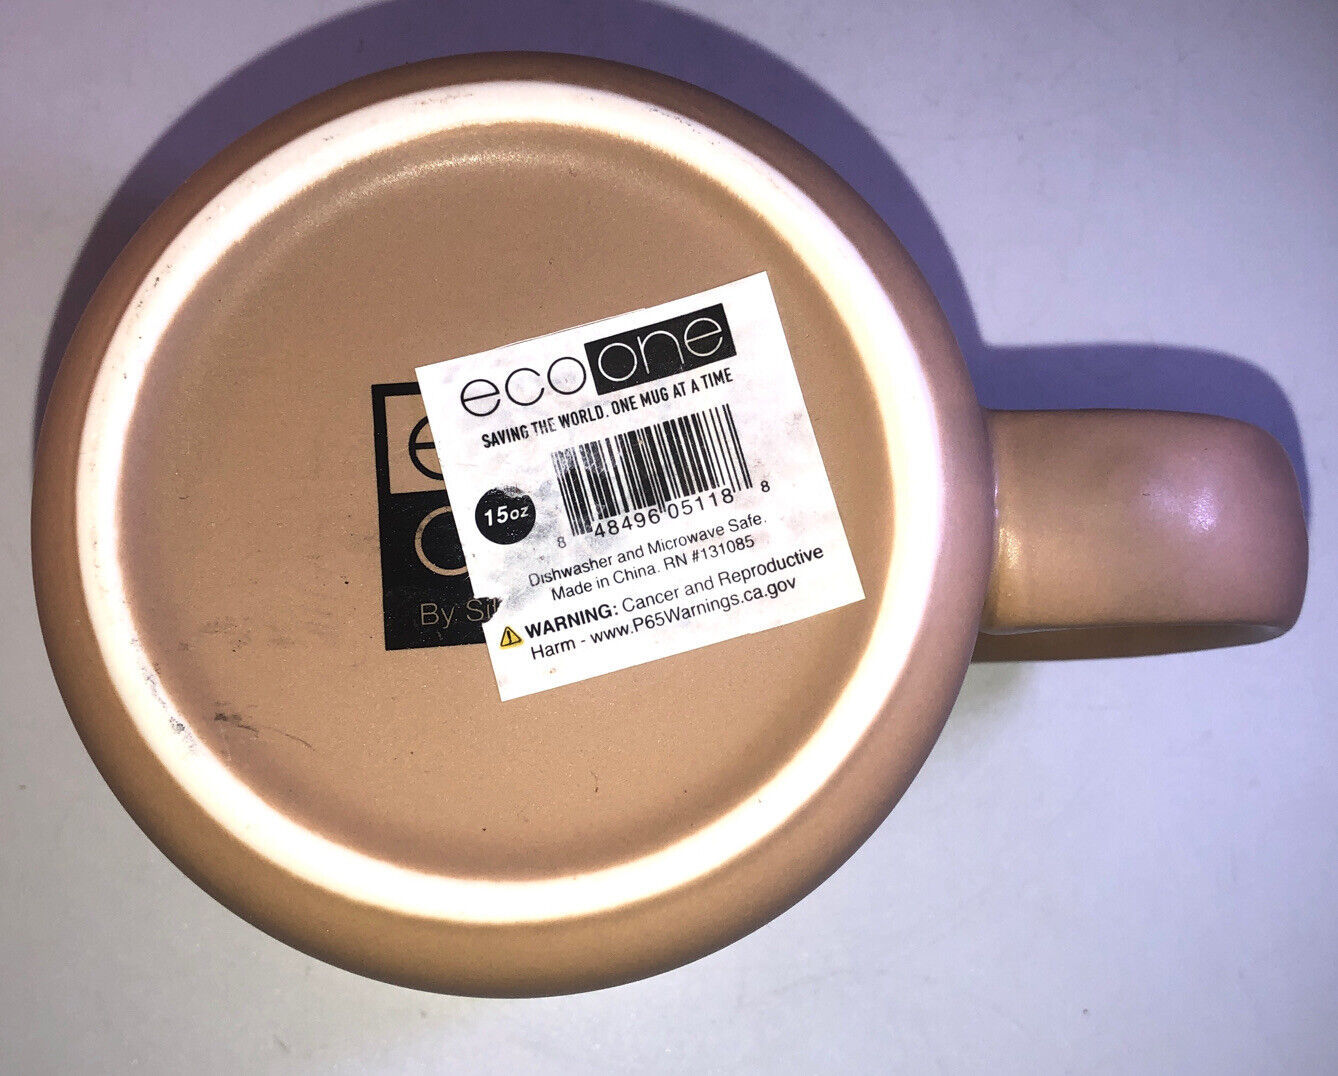 ecoone
SAVING THE WORLD. ONE MUG AT A TIME
15oz
8 48496 05118 8
Dishwasher and Microwave Safe.
Made in China. RN #131085
WARNING: Cancer and Reproductive
Harm - www.P65Warnings.ca.gov
e
By